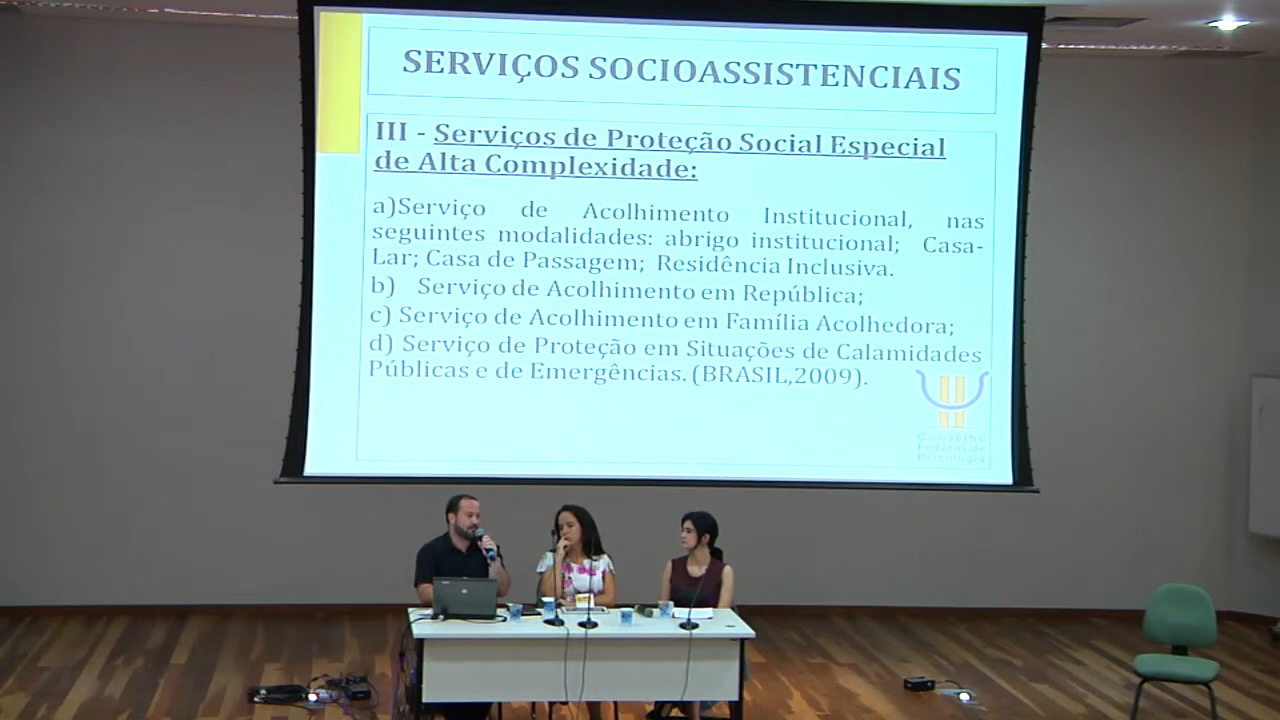 SERVIÇOS SOCIOASSISTENCIAIS
III - Serviços de Proteção Social Especial
de Alta Complexidade:
a)Serviço de Acolhimento Institucional, nas
seguintes modalidades: abrigo institucional; Casa-
Lar; Casa de Passagem; Residência Inclusiva.
b) Serviço de Acolhimento em República;
c) Serviço de Acolhimento em Família Acolhedora;
d) Serviço de Proteção em Situações de Calamidades
Públicas e de Emergências. (BRASIL,2009).
Conselho
Federal de
Psicologia